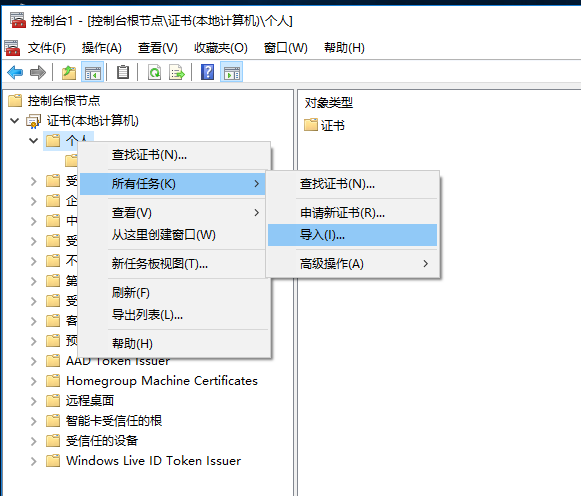 控制台1 - [控制台根节点\证书(本地计算机)\个人]
文件(F) 操作(A) 查看(V) 收藏夹(O) 窗口(W) 帮助(H)
控制台根节点
证书(本地计算机)
个人
受
企
中
受
不
第
受
客
预
AAD Token Issuer
Homegroup Machine Certificates
远程桌面
智能卡受信任的根
受信任的设备
Windows Live ID Token Issuer
查找证书(N)...
所有任务(K)
查看(V)
从这里创建窗口(W)
新任务板视图(T)...
刷新(F)
导出列表(L)...
帮助(H)
查找证书(N)...
申请新证书(R)...
导入(I)...
高级操作(A)
对象类型
证书